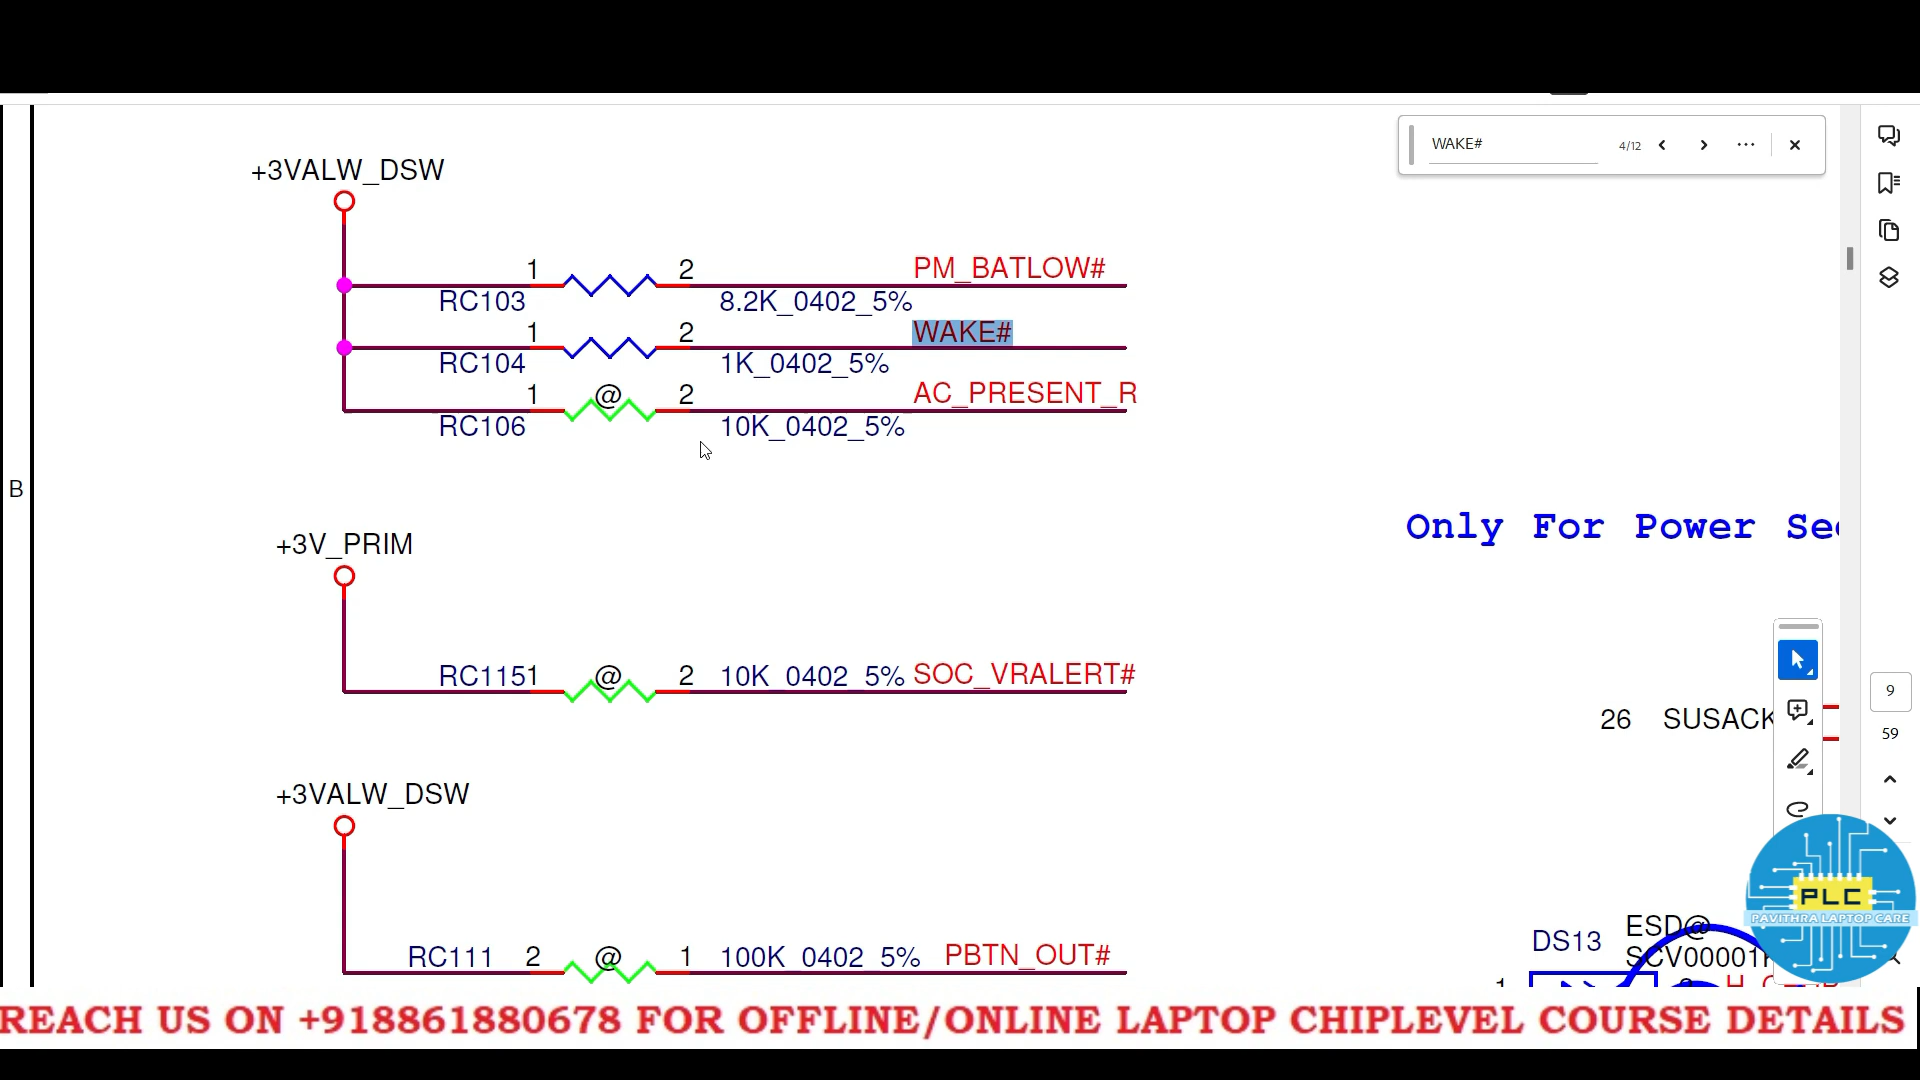 WAKE#
4/12
+3VALW_DSW
1
2
PM_BATLOW#
RC103
8.2K_0402_5%
1
2
WAKE#
RC104
1K_0402_5%
1
@
2
AC_PRESENT_R
RC106
10K_0402_5%
B
Only For Power Sec
+3V_PRIM
RC1151
@
2
10K_0402_5%
SOC_VRALERT#
9
26 SUSACK
59
+3VALW_DSW
PLC
PAVITHRA LAPTOP CARE
RC111
2
@
1
100K_0402_5%
PBTN_OUT#
DS13
ESD@
1
REACH US ON +918861880678 FOR OFFLINE/ONLINE LAPTOP CHIPLEVEL COURSE DETAILS